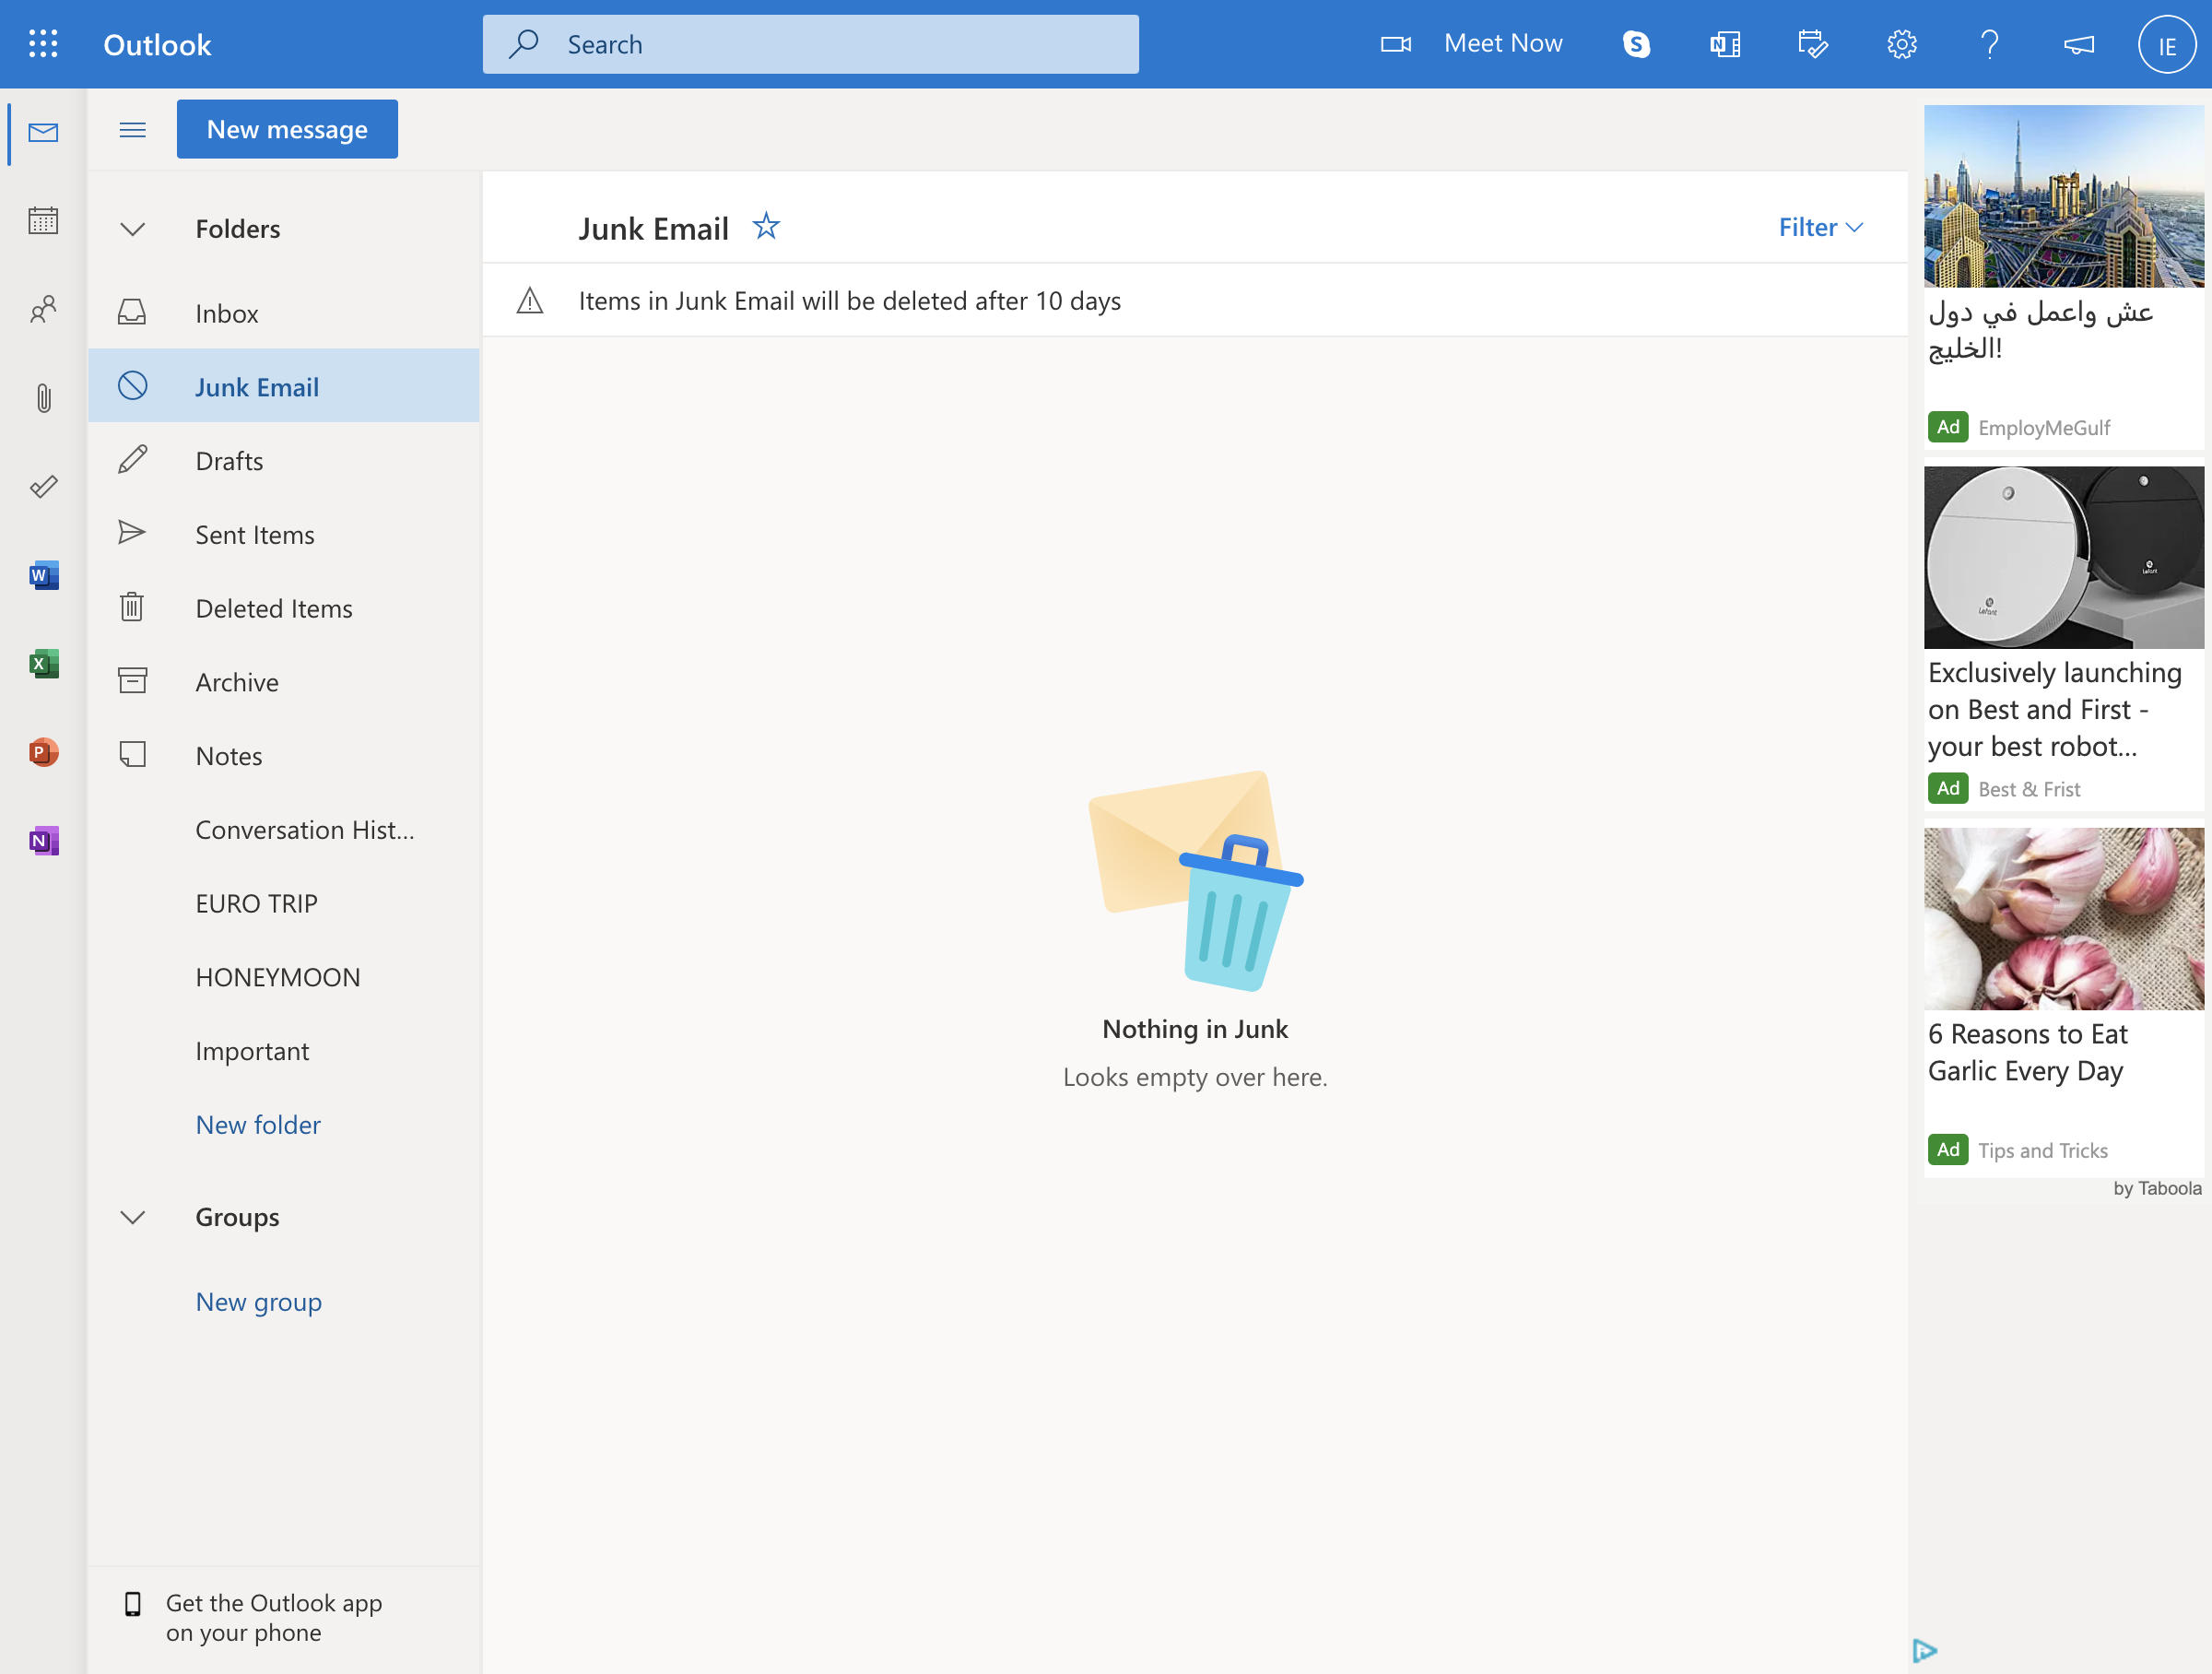 Outlook
Search
Meet Now
IE
New message
Folders
Inbox
Junk Email
Drafts
Sent Items
Deleted Items
Archive
Notes
Conversation Hist...
EURO TRIP
HONEYMOON
Important
New folder
Groups
New group
Get the Outlook app
on your phone
Junk Email
Filter
Items in Junk Email will be deleted after 10 days
Nothing in Junk
Looks empty over here.
عش واعمل في دول
الخليج!
Ad EmployMeGulf
Lefant
Lefant
Exclusively launching
on Best and First -
your best robot...
Ad Best & Frist
6 Reasons to Eat
Garlic Every Day
Ad Tips and Tricks
by Taboola
W
X
P
N
S
N